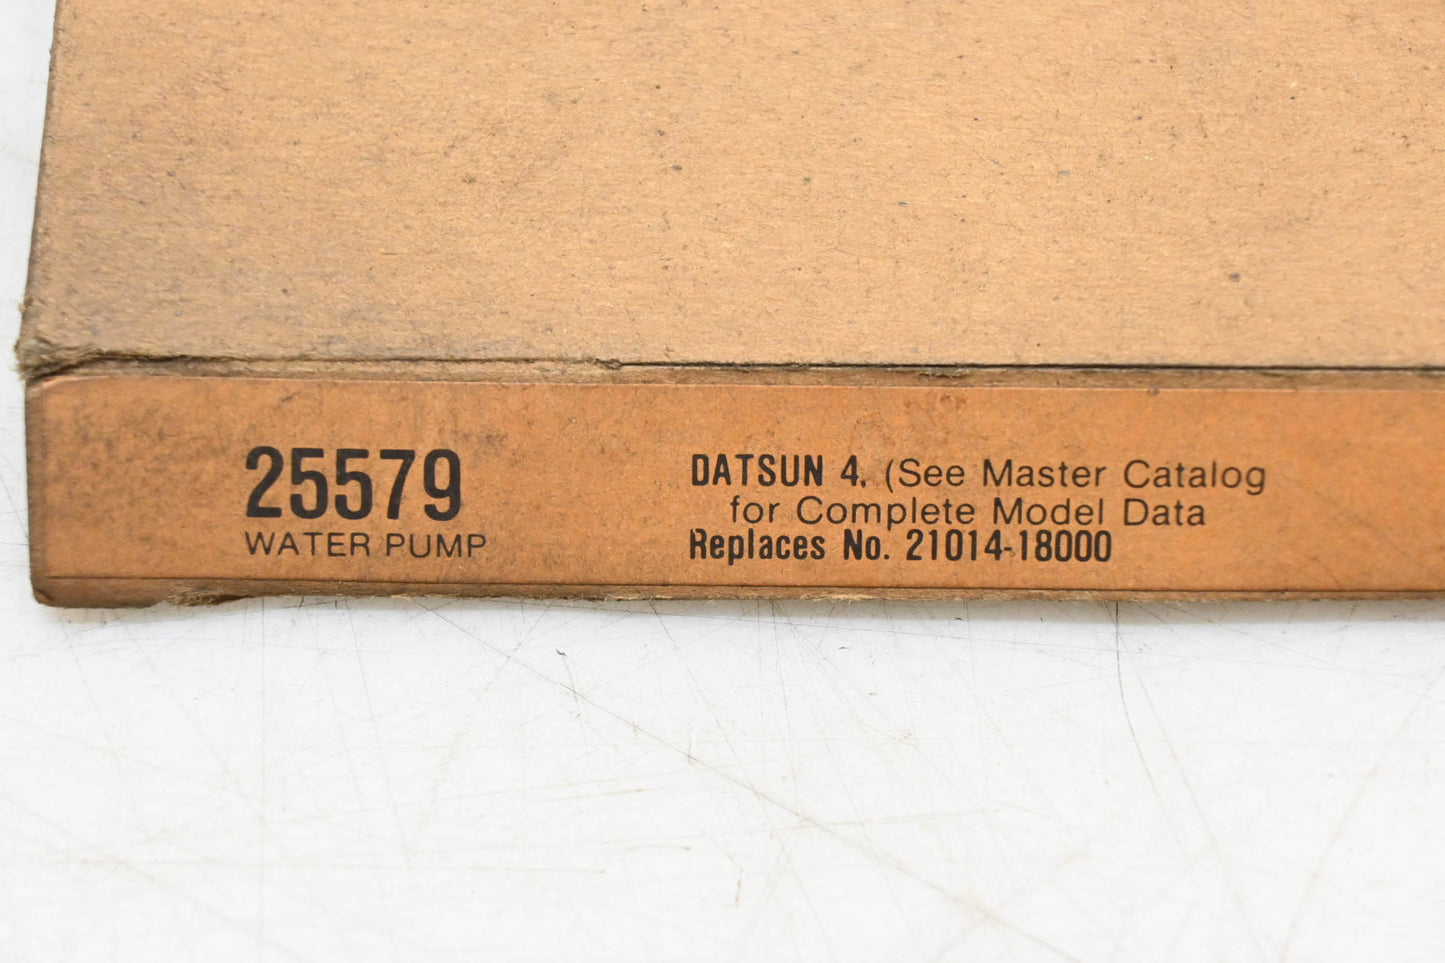 25579
WATER PUMP
DATSUN 4, (See Master Catalog
for Complete Model Data
Replaces No. 21014-18000